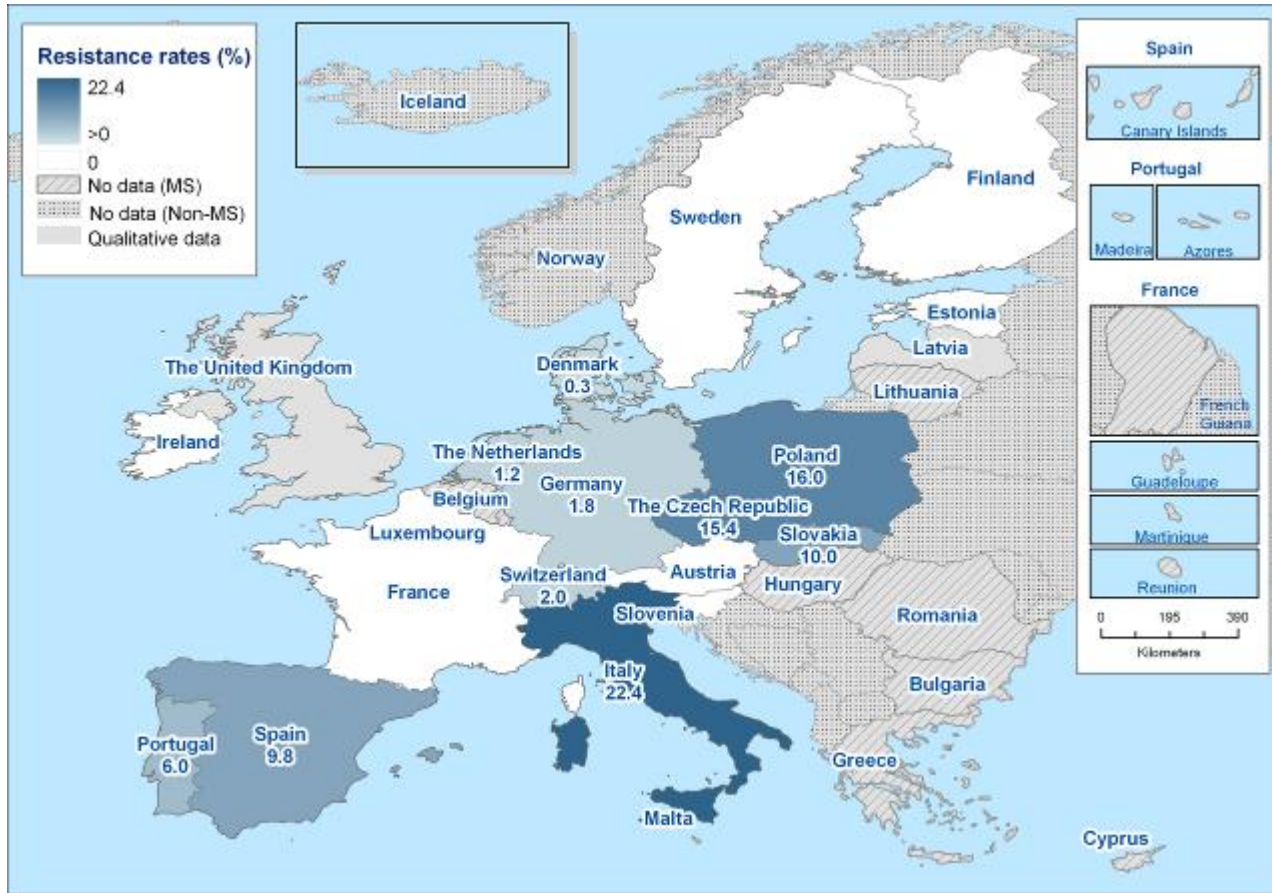 Resistance rates (%)
22.4
>0
0
No data (MS)
No data (Non-MS)
Qualitative data
Iceland
Finland
Sweden
Norway
Estonia
Latvia
Lithuania
The United Kingdom
Ireland
Denmark
0.3
The Netherlands
1.2
Germany
1.8
Belgium
Luxembourg
Poland
16.0
The Czech Republic
15.4
Slovakia
10.0
France
Switzerland
2.0
Austria
Hungary
Slovenia
Romania
Bulgaria
Italy
22.4
Portugal
6.0
Spain
9.8
Malta
Greece
Cyprus
Spain
Canary Islands
Portugal
Madeira
Azores
France
French
Guiana
Guadeloupe
Martinique
Reunion
0 195 390
Kilometers